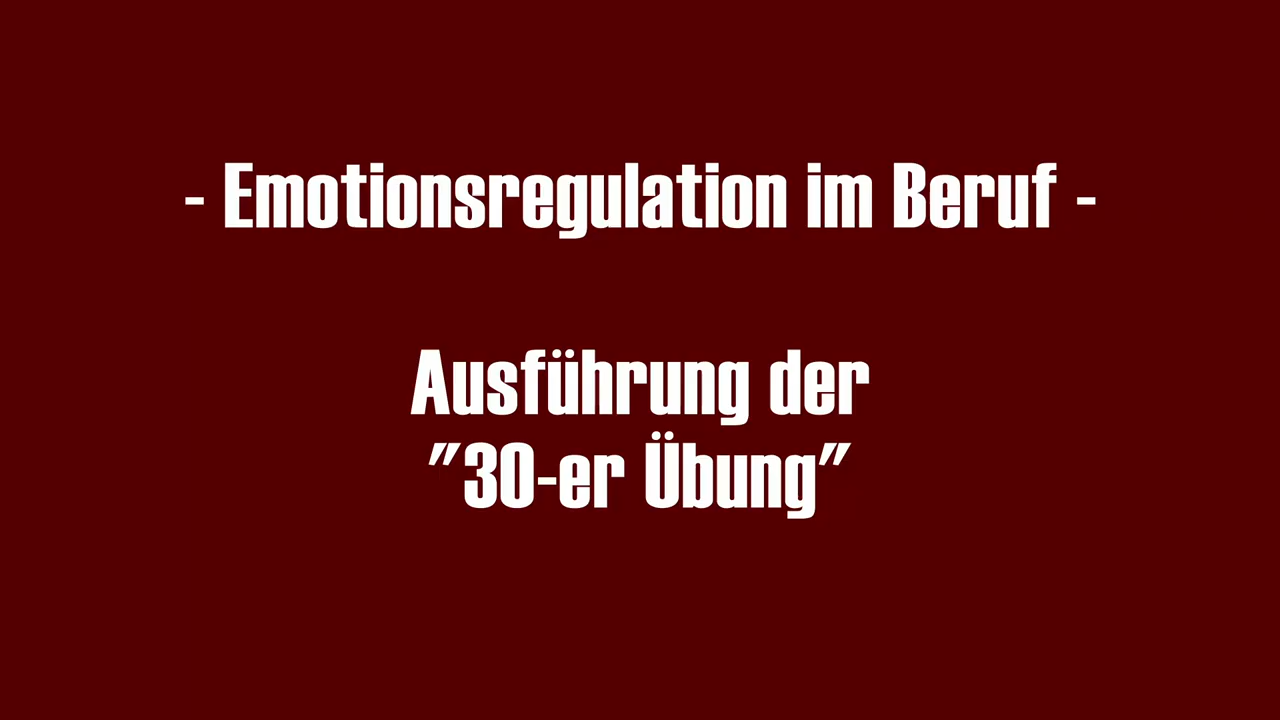 - Emotionsregulation im Beruf -
Ausführung der
"30-er Übung"